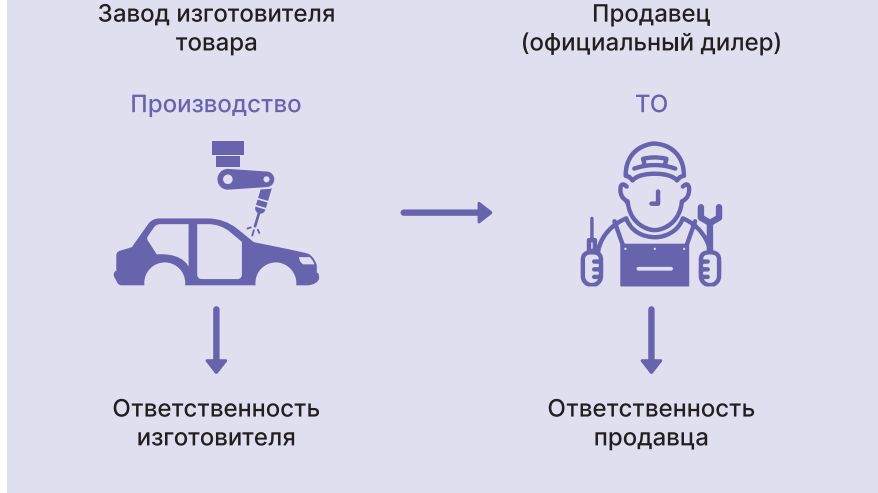 Завод изготовителя
товара
Продавец
(официальный дилер)
Производство
ТО
Ответственность
изготовителя
Ответственность
продавца